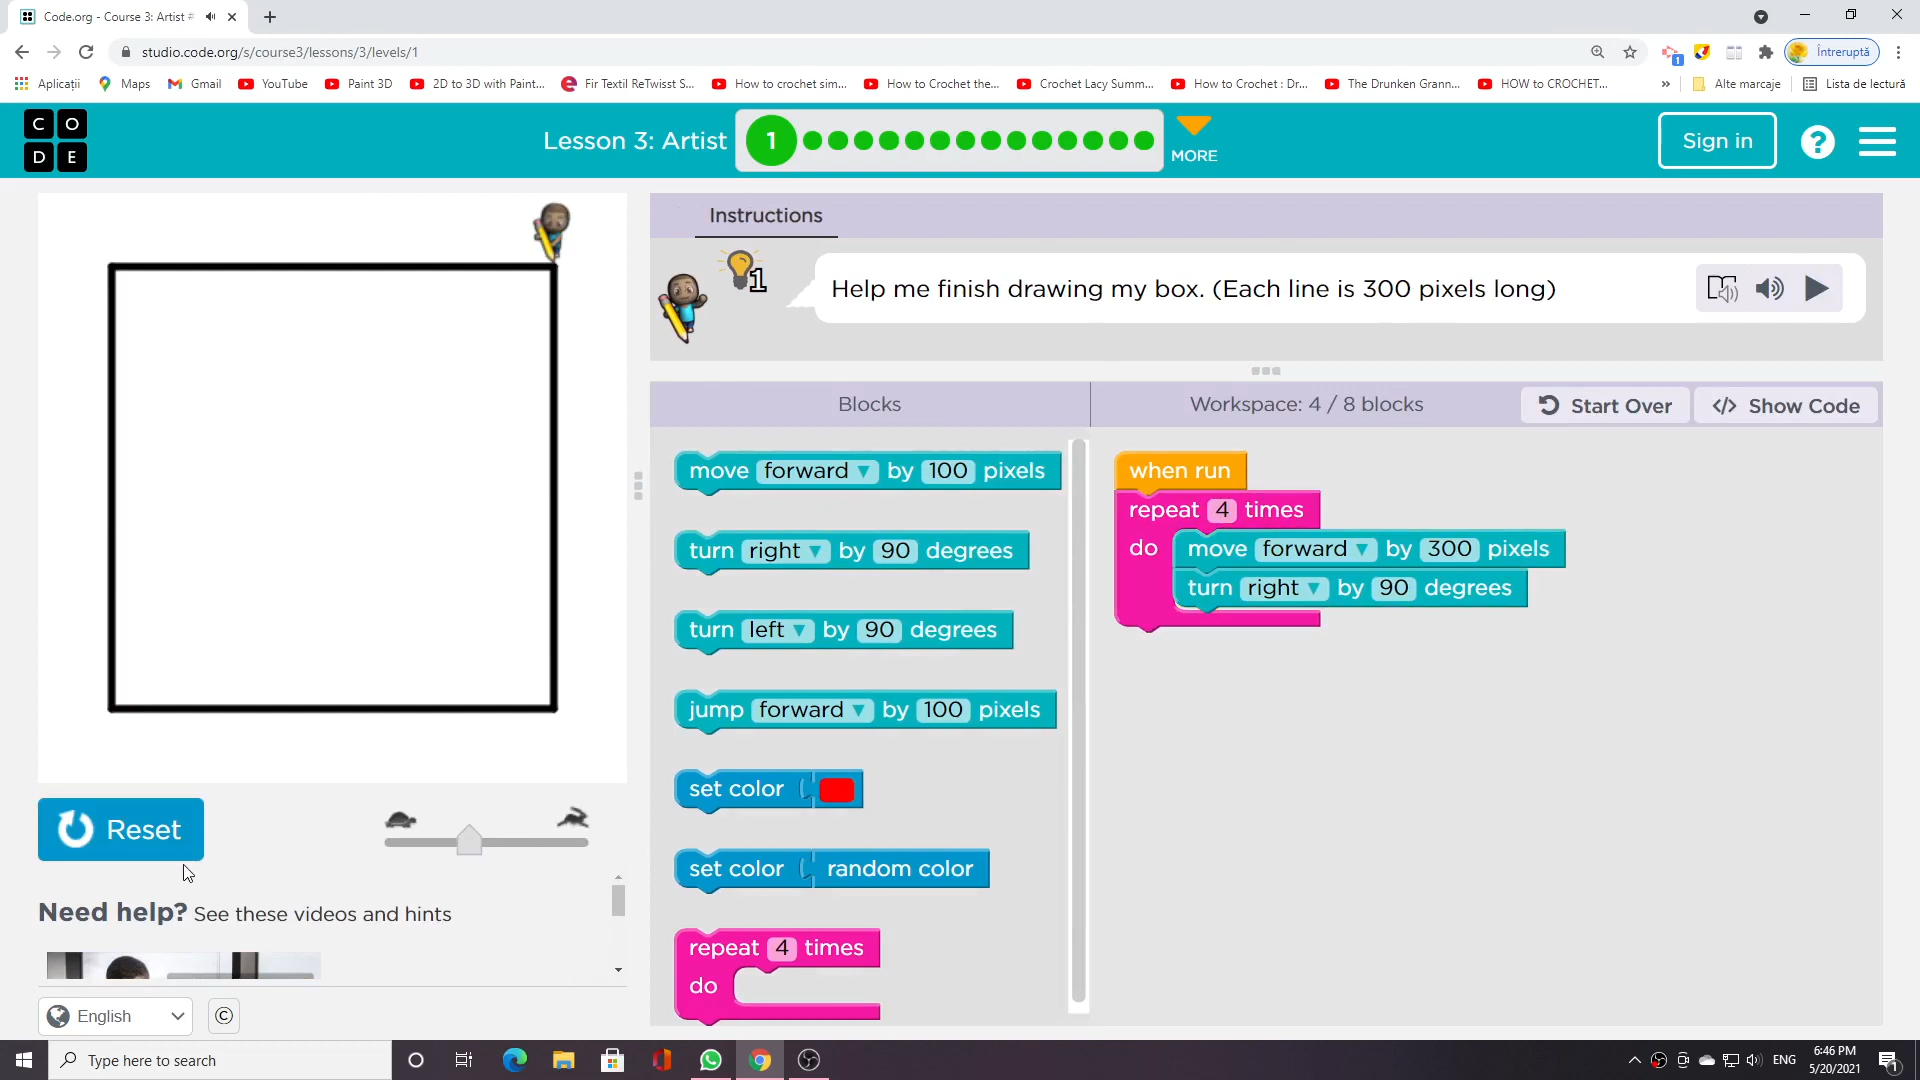 Code.org - Course 3: Artist #
studio.code.org/s/course3/lessons/3/levels/1
Întreruptă
Aplicații
Maps
Gmail
YouTube
Paint 3D
2D to 3D with Paint...
Fir Textil ReTwisst S...
How to crochet sim...
How to Crochet the...
Crochet Lacy Summ...
How to Crochet : Dr...
The Drunken Grann...
HOW to CROCHET...
»
Alte marcaje
Lista de lectură
C O
D E
Lesson 3: Artist
1
MORE
Sign in
?
Instructions
1
Help me finish drawing my box. (Each line is 300 pixels long)
Blocks
Workspace: 4 / 8 blocks
Start Over
</> Show Code
move forward by 100 pixels
turn right by 90 degrees
turn left by 90 degrees
jump forward by 100 pixels
set color
set color random color
repeat 4 times
do
when run
repeat 4 times
do move forward by 300 pixels
turn right by 90 degrees
Reset
Need help? See these videos and hints
English
©
Type here to search
ENG
6:46 PM
5/20/2021
1